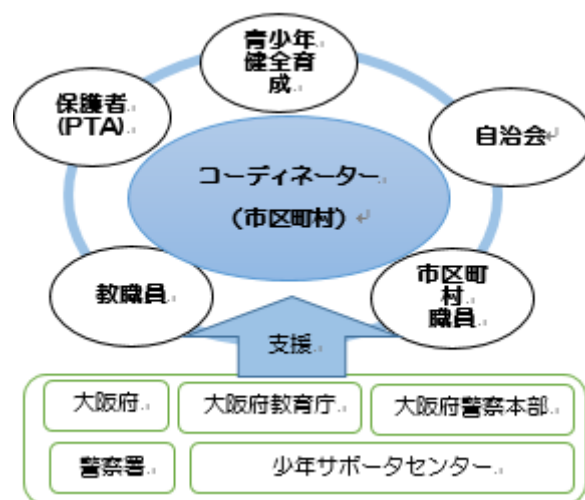 青少年
健全育
成
保護者
(PTA)
自治会
コーディネーター
（市区町村）
教職員
市区町
村
職員
支援
大阪府
大阪府教育庁
大阪府警察本部
警察署
少年サポータセンター